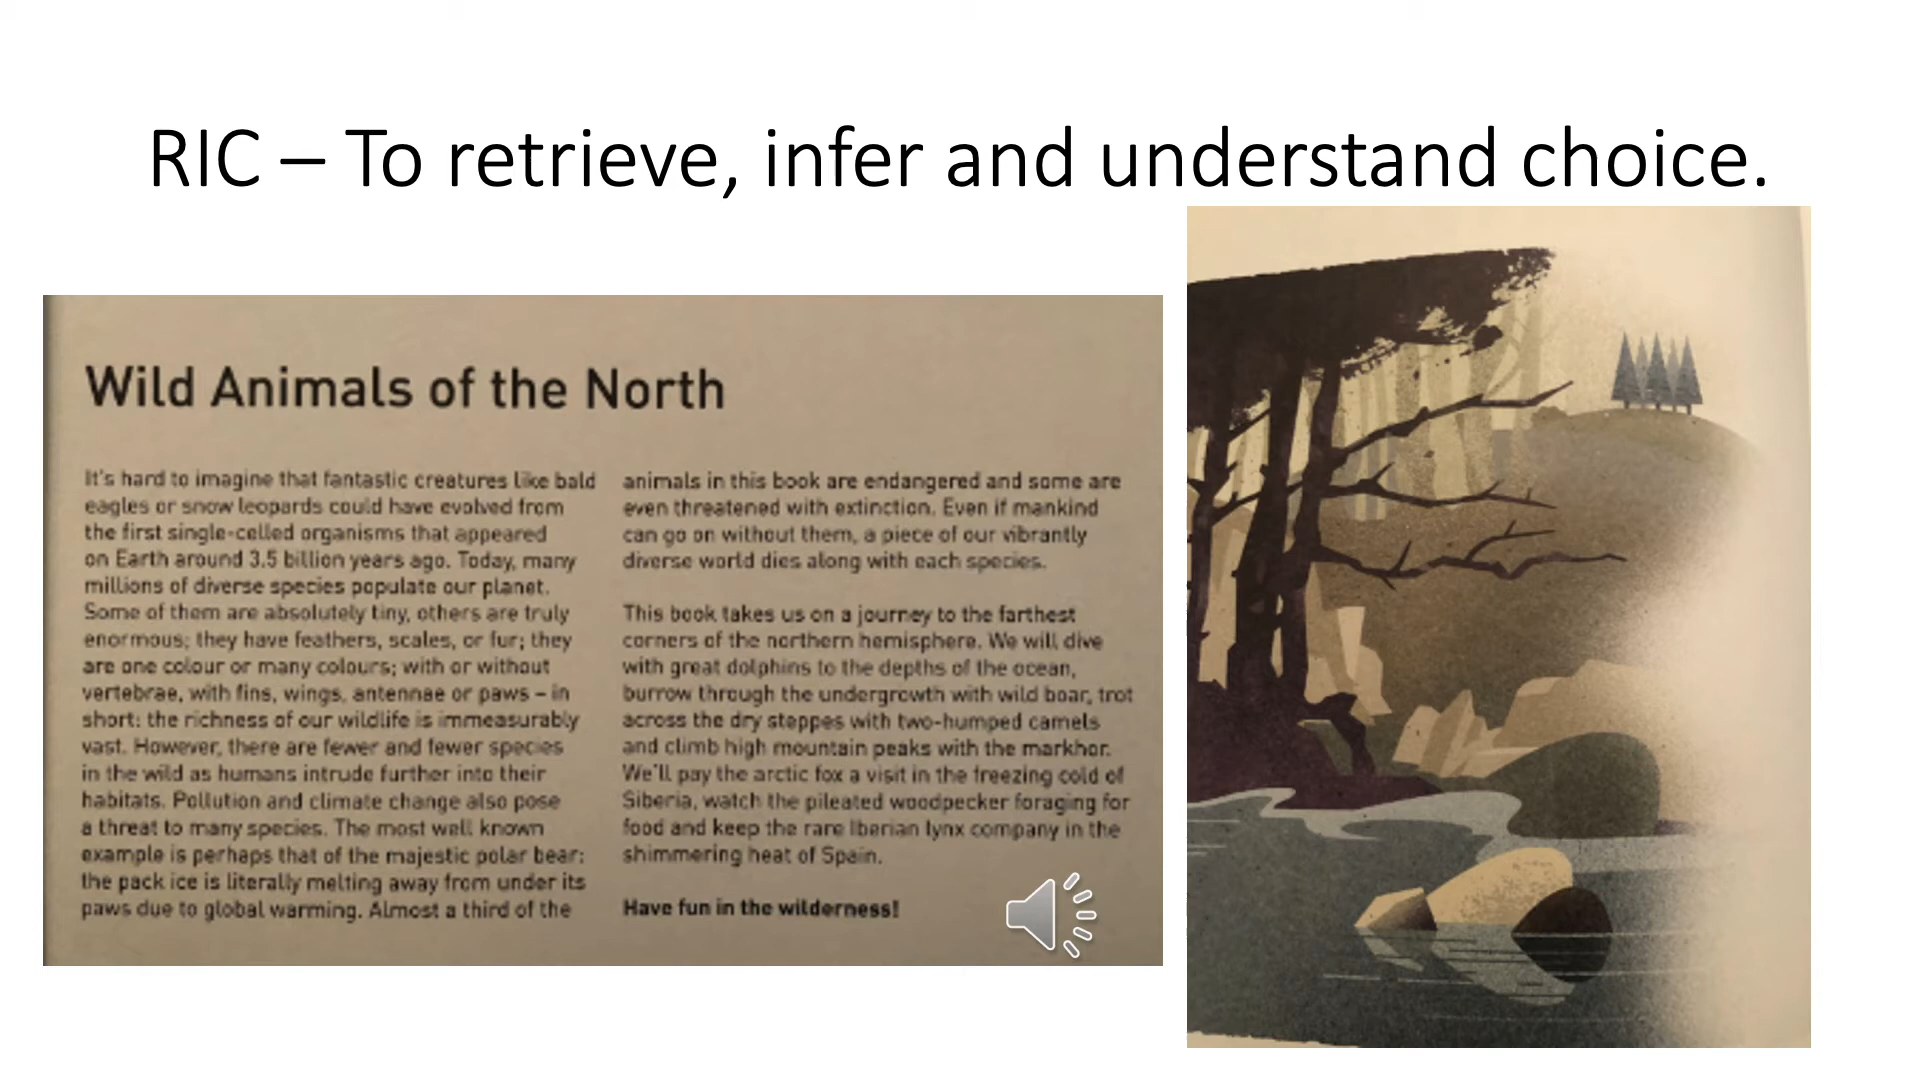 RIC – To retrieve, infer and understand choice.
Wild Animals of the North
It's hard to imagine that fantastic creatures like bald
eagles or snow leopards could have evolved from
the first single-celled organisms that appeared
on Earth around 3.5 billion years ago. Today, many
millions of diverse species populate our planet.
Some of them are absolutely tiny, others are truly
enormous; they have feathers, scales, or fur; they
are one colour or many colours; with or without
vertebrae, with fins, wings, antennae or paws – in
short: the richness of our wildlife is immeasurably
vast. However, there are fewer and fewer species
in the wild as humans intrude further into their
habitats. Pollution and climate change also pose
a threat to many species. The most well known
example is perhaps that of the majestic polar bear:
the pack ice is literally melting away from under its
paws due to global warming. Almost a third of the
animals in this book are endangered and some are
even threatened with extinction. Even if mankind
can go on without them, a piece of our vibrantly
diverse world dies along with each species.
This book takes us on a journey to the farthest
corners of the northern hemisphere. We will dive
with great dolphins to the depths of the ocean,
burrow through the undergrowth with wild boar, trot
across the dry steppes with two-humped camels
and climb high mountain peaks with the markhor.
We'll pay the arctic fox a visit in the freezing cold of
Siberia, watch the pileated woodpecker foraging for
food and keep the rare Iberian lynx company in the
shimmering heat of Spain.
Have fun in the wilderness!